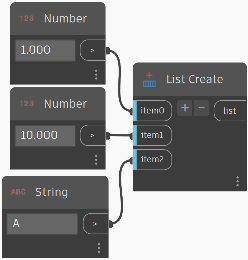 123 Number
1.000 >
123 Number
10.000 >
ABC String
A >
List Create
item0 + - list
item1
item2